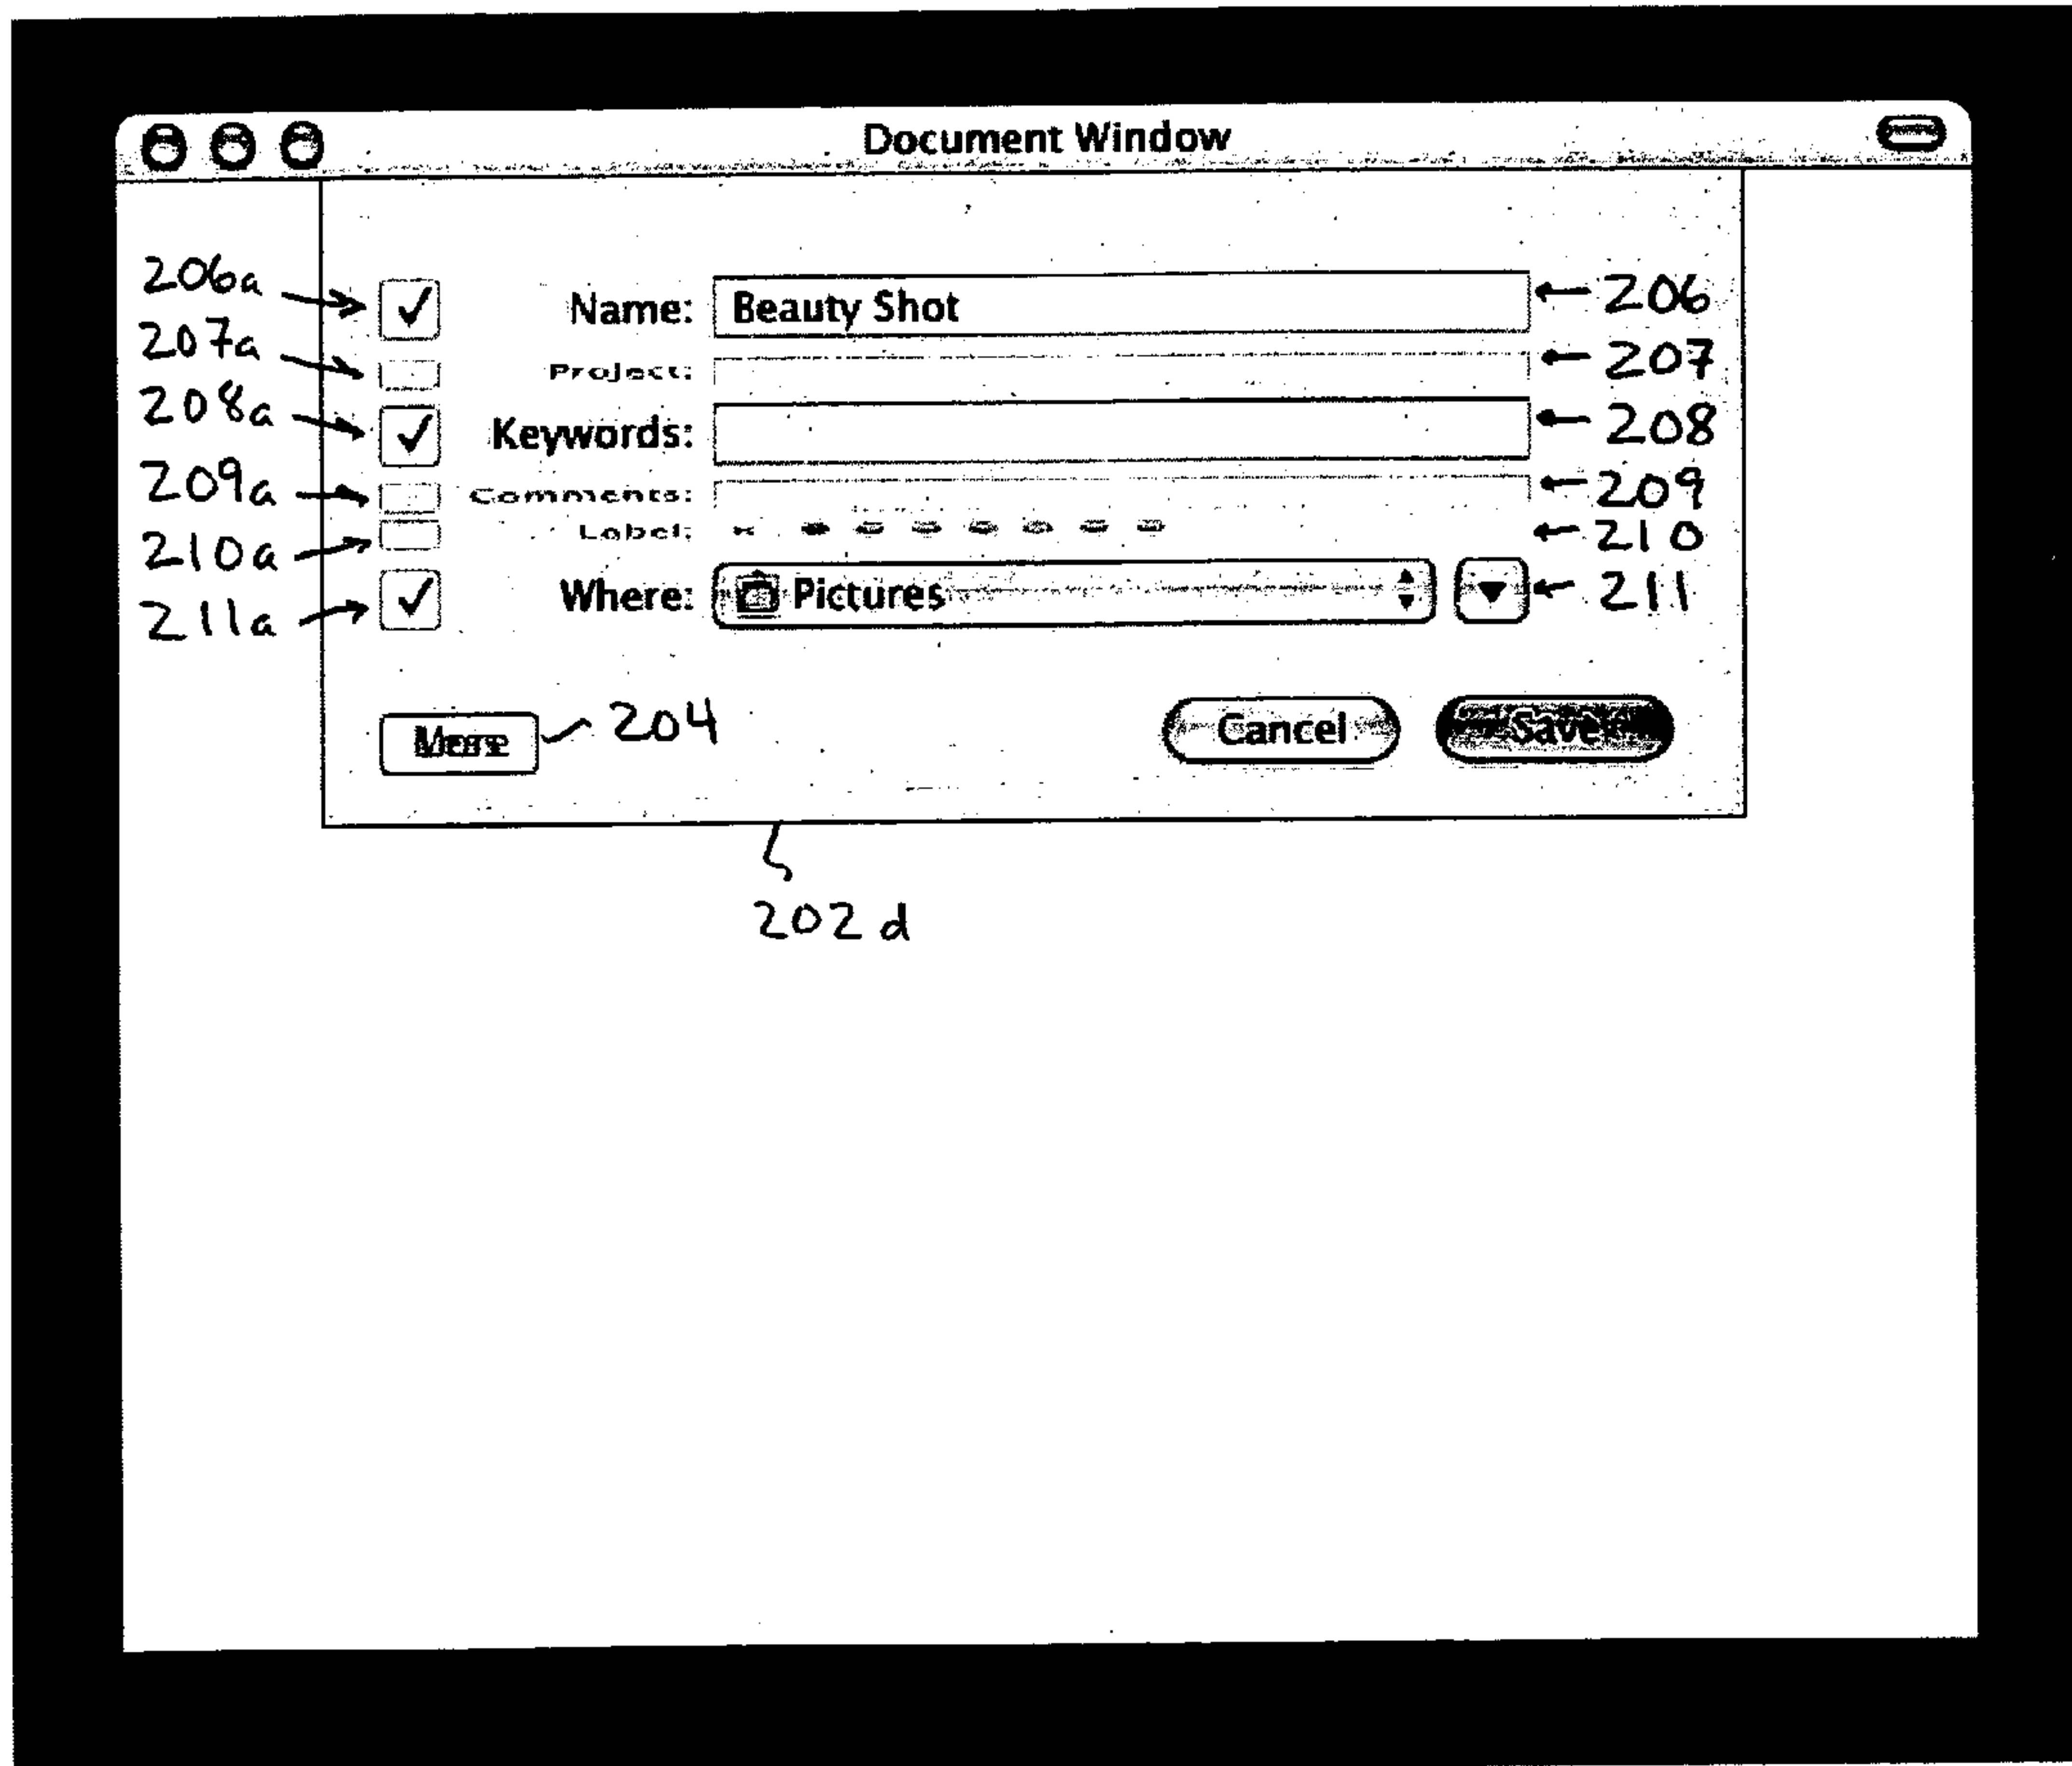 Document Window
206a Name: Beauty Shot 206
207a Project: 207
208a Keywords: 208
209a Comments: 209
210a Label: 210
211a Where: Pictures 211
204 Cancel Save
202d